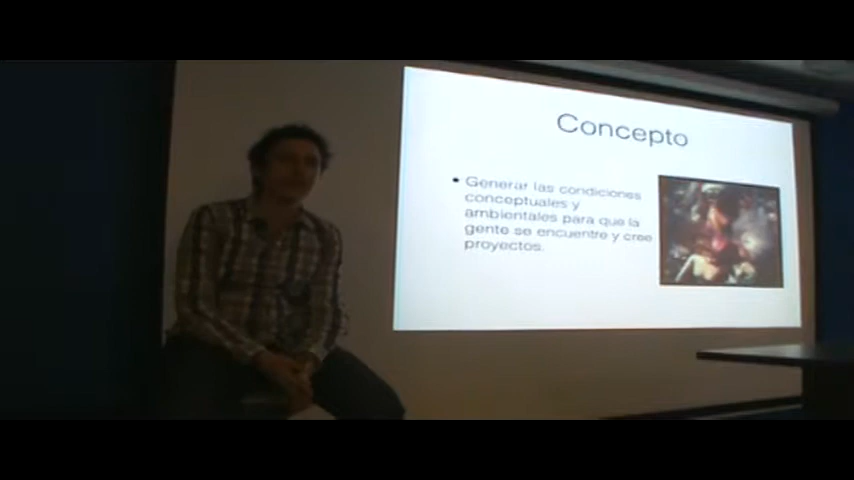 Concepto
• Generar las condiciones
conceptuales y
ambientales para que la
gente se encuentre y cree
proyectos.